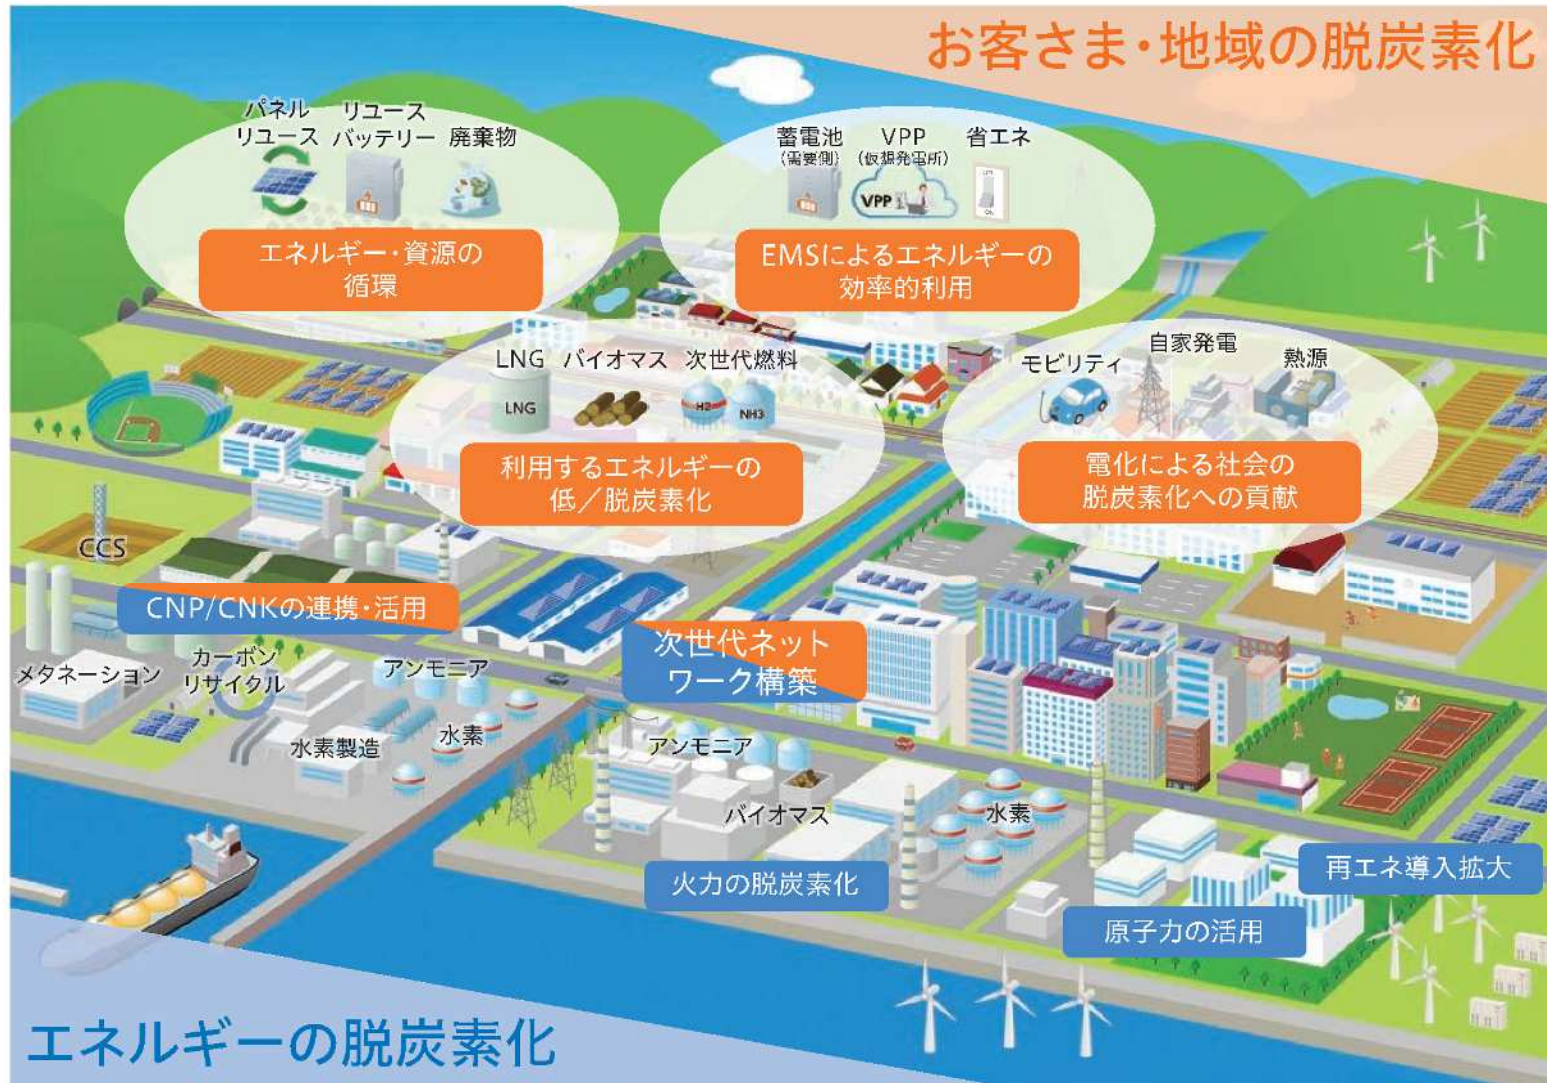 お客さま・地域の脱炭素化
パネル
リユース
リユース
バッテリー
廃棄物
エネルギー・資源の
循環
蓄電池
(需要側)
VPP
(仮想発電所)
VPP
省エネ
EMSによるエネルギーの
効率的利用
LNG
LNG
バイオマス
次世代燃料
H2
NH3
利用するエネルギーの
低／脱炭素化
モビリティ
自家発電
熱源
電化による社会の
脱炭素化への貢献
CCS
CNP/CNKの連携・活用
次世代ネット
ワーク構築
メタネーション
カーボン
リサイクル
アンモニア
水素製造
水素
アンモニア
バイオマス
水素
火力の脱炭素化
再エネ導入拡大
原子力の活用
エネルギーの脱炭素化